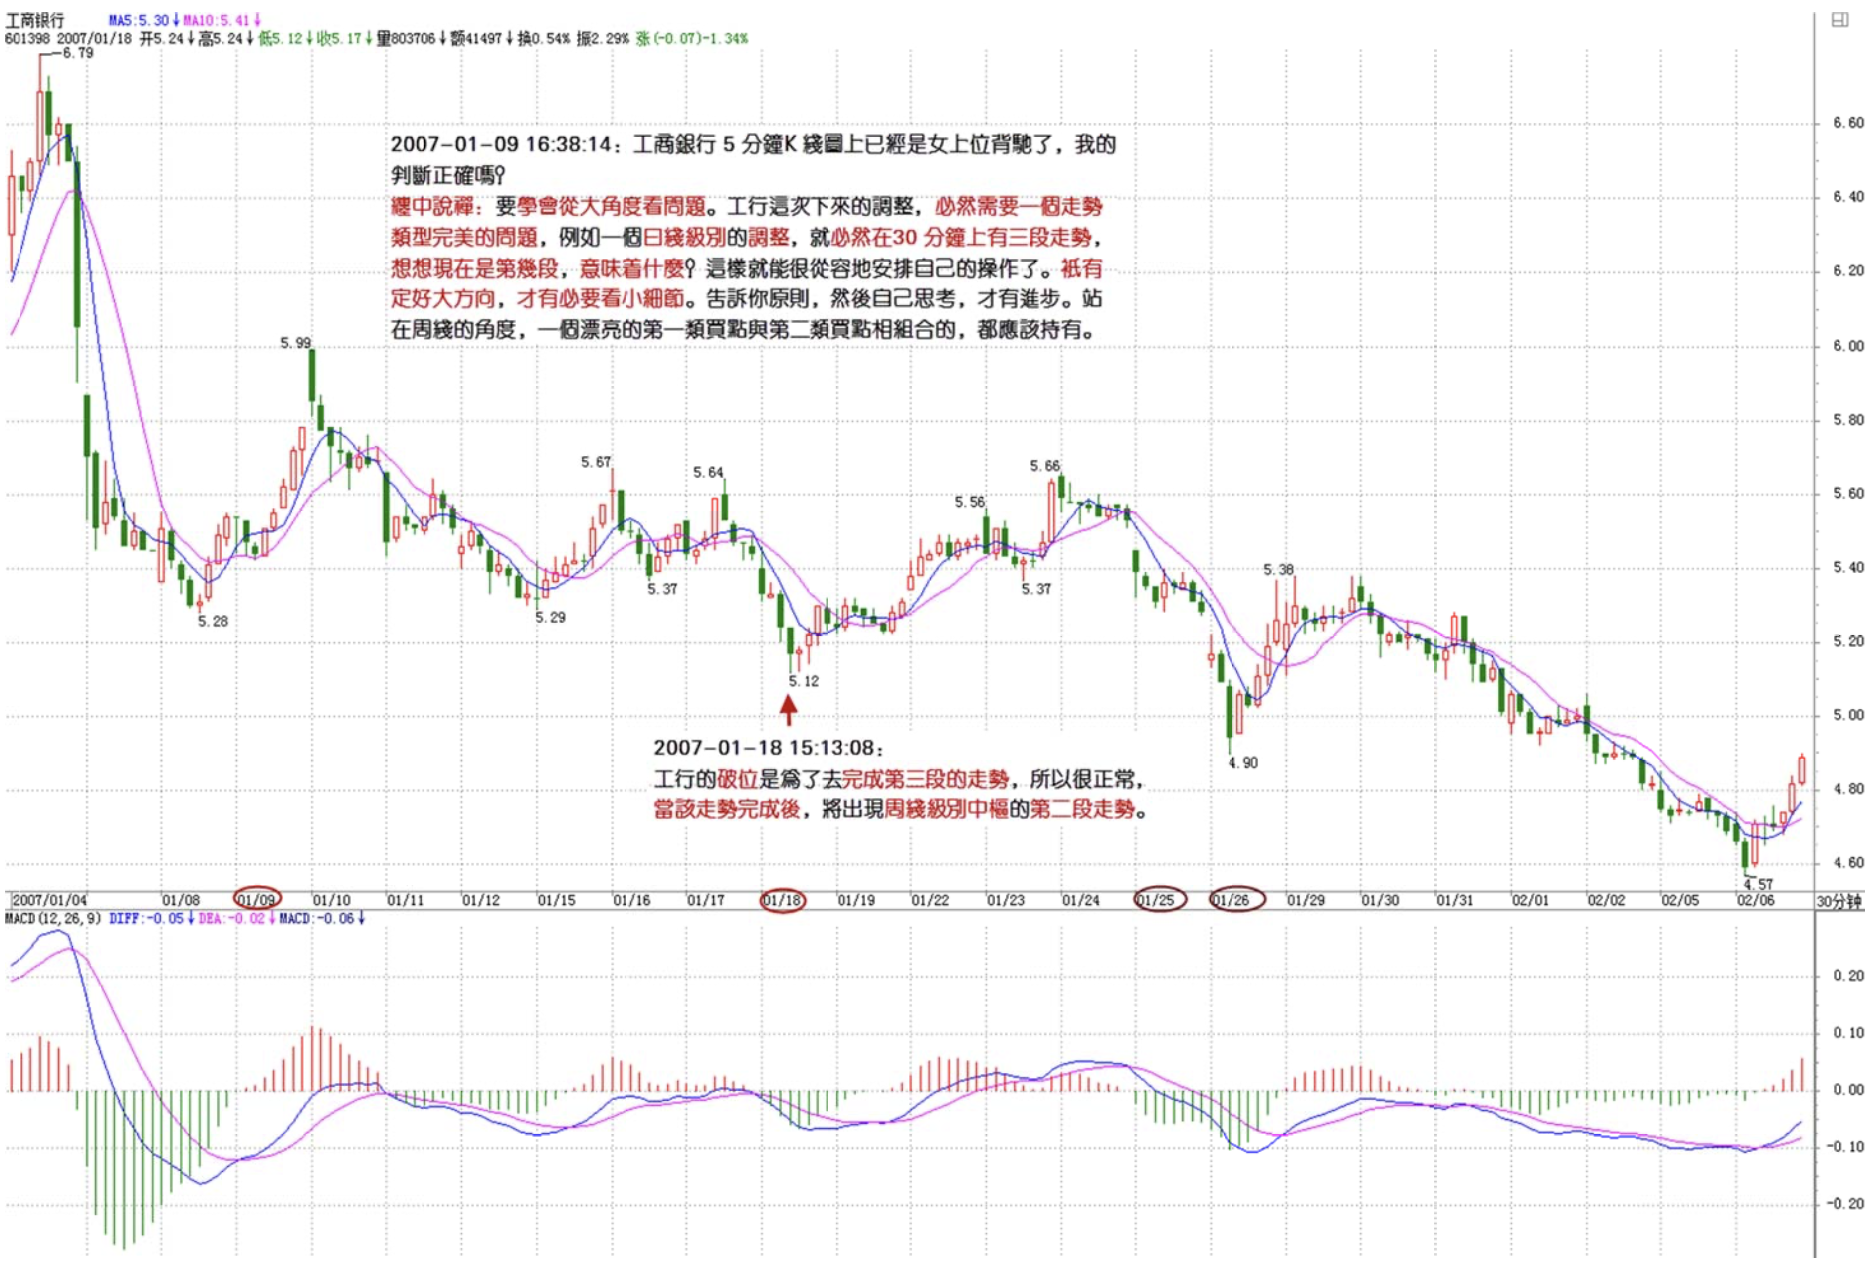 工商银行 MA5:5.30↓MA10:5.41↓
601398 2007/01/18 开5.24↓高5.24↓低5.12↓收5.17↓量803706↓额41497↓换0.54% 振2.29% 涨(-0.07)-1.34%
6.79
6.60
2007-01-09 16:38:14：工商銀行 5 分鐘K 綫圖上已經是女上位背馳了，我的
判斷正確嗎？
纏中說禪：要學會從大角度看問題。工行這次下來的調整，必然需要一個走勢
6.40
類型完美的問題，例如一個日綫級別的調整，就必然在30 分鐘上有三段走勢，
想想現在是第幾段，意味着什麼？這樣就能很從容地安排自己的操作了。衹有
6.20
定好大方向，才有必要看小細節。告訴你原則，然後自己思考，才有進步。站
在周綫的角度，一個漂亮的第一類買點與第二類買點相組合的，都應該持有。
5.99
6.00
5.80
5.67 5.64 5.66
5.56 5.60
5.38 5.40
5.37 5.37
5.28 5.29
5.20
5.12
5.00
2007-01-18 15:13:08：
4.90
工行的破位是為了去完成第三段的走勢，所以很正常，
4.80
當該走勢完成後，將出現周綫級別中樞的第二段走勢。
4.60
4.57
2007/01/04 01/08 01/09 01/10 01/11 01/12 01/15 01/16 01/17 01/18 01/19 01/22 01/23 01/24 01/25 01/26 01/29 01/30 01/31 02/01 02/02 02/05 02/06 30分钟
MACD(12,26,9) DIFF:-0.05↓DEA:-0.02↓MACD:-0.06↓
0.20
0.10
0.00
-0.10
-0.20